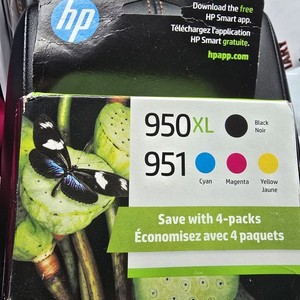 hp
Download the free
HP Smart app.
Téléchargez l'application
HP Smart gratuite.
hpapp.com
950XL
Black
Noir
951
Cyan
Magenta
Yellow
Jaune
Save with 4-packs
Économisez avec 4 paquets